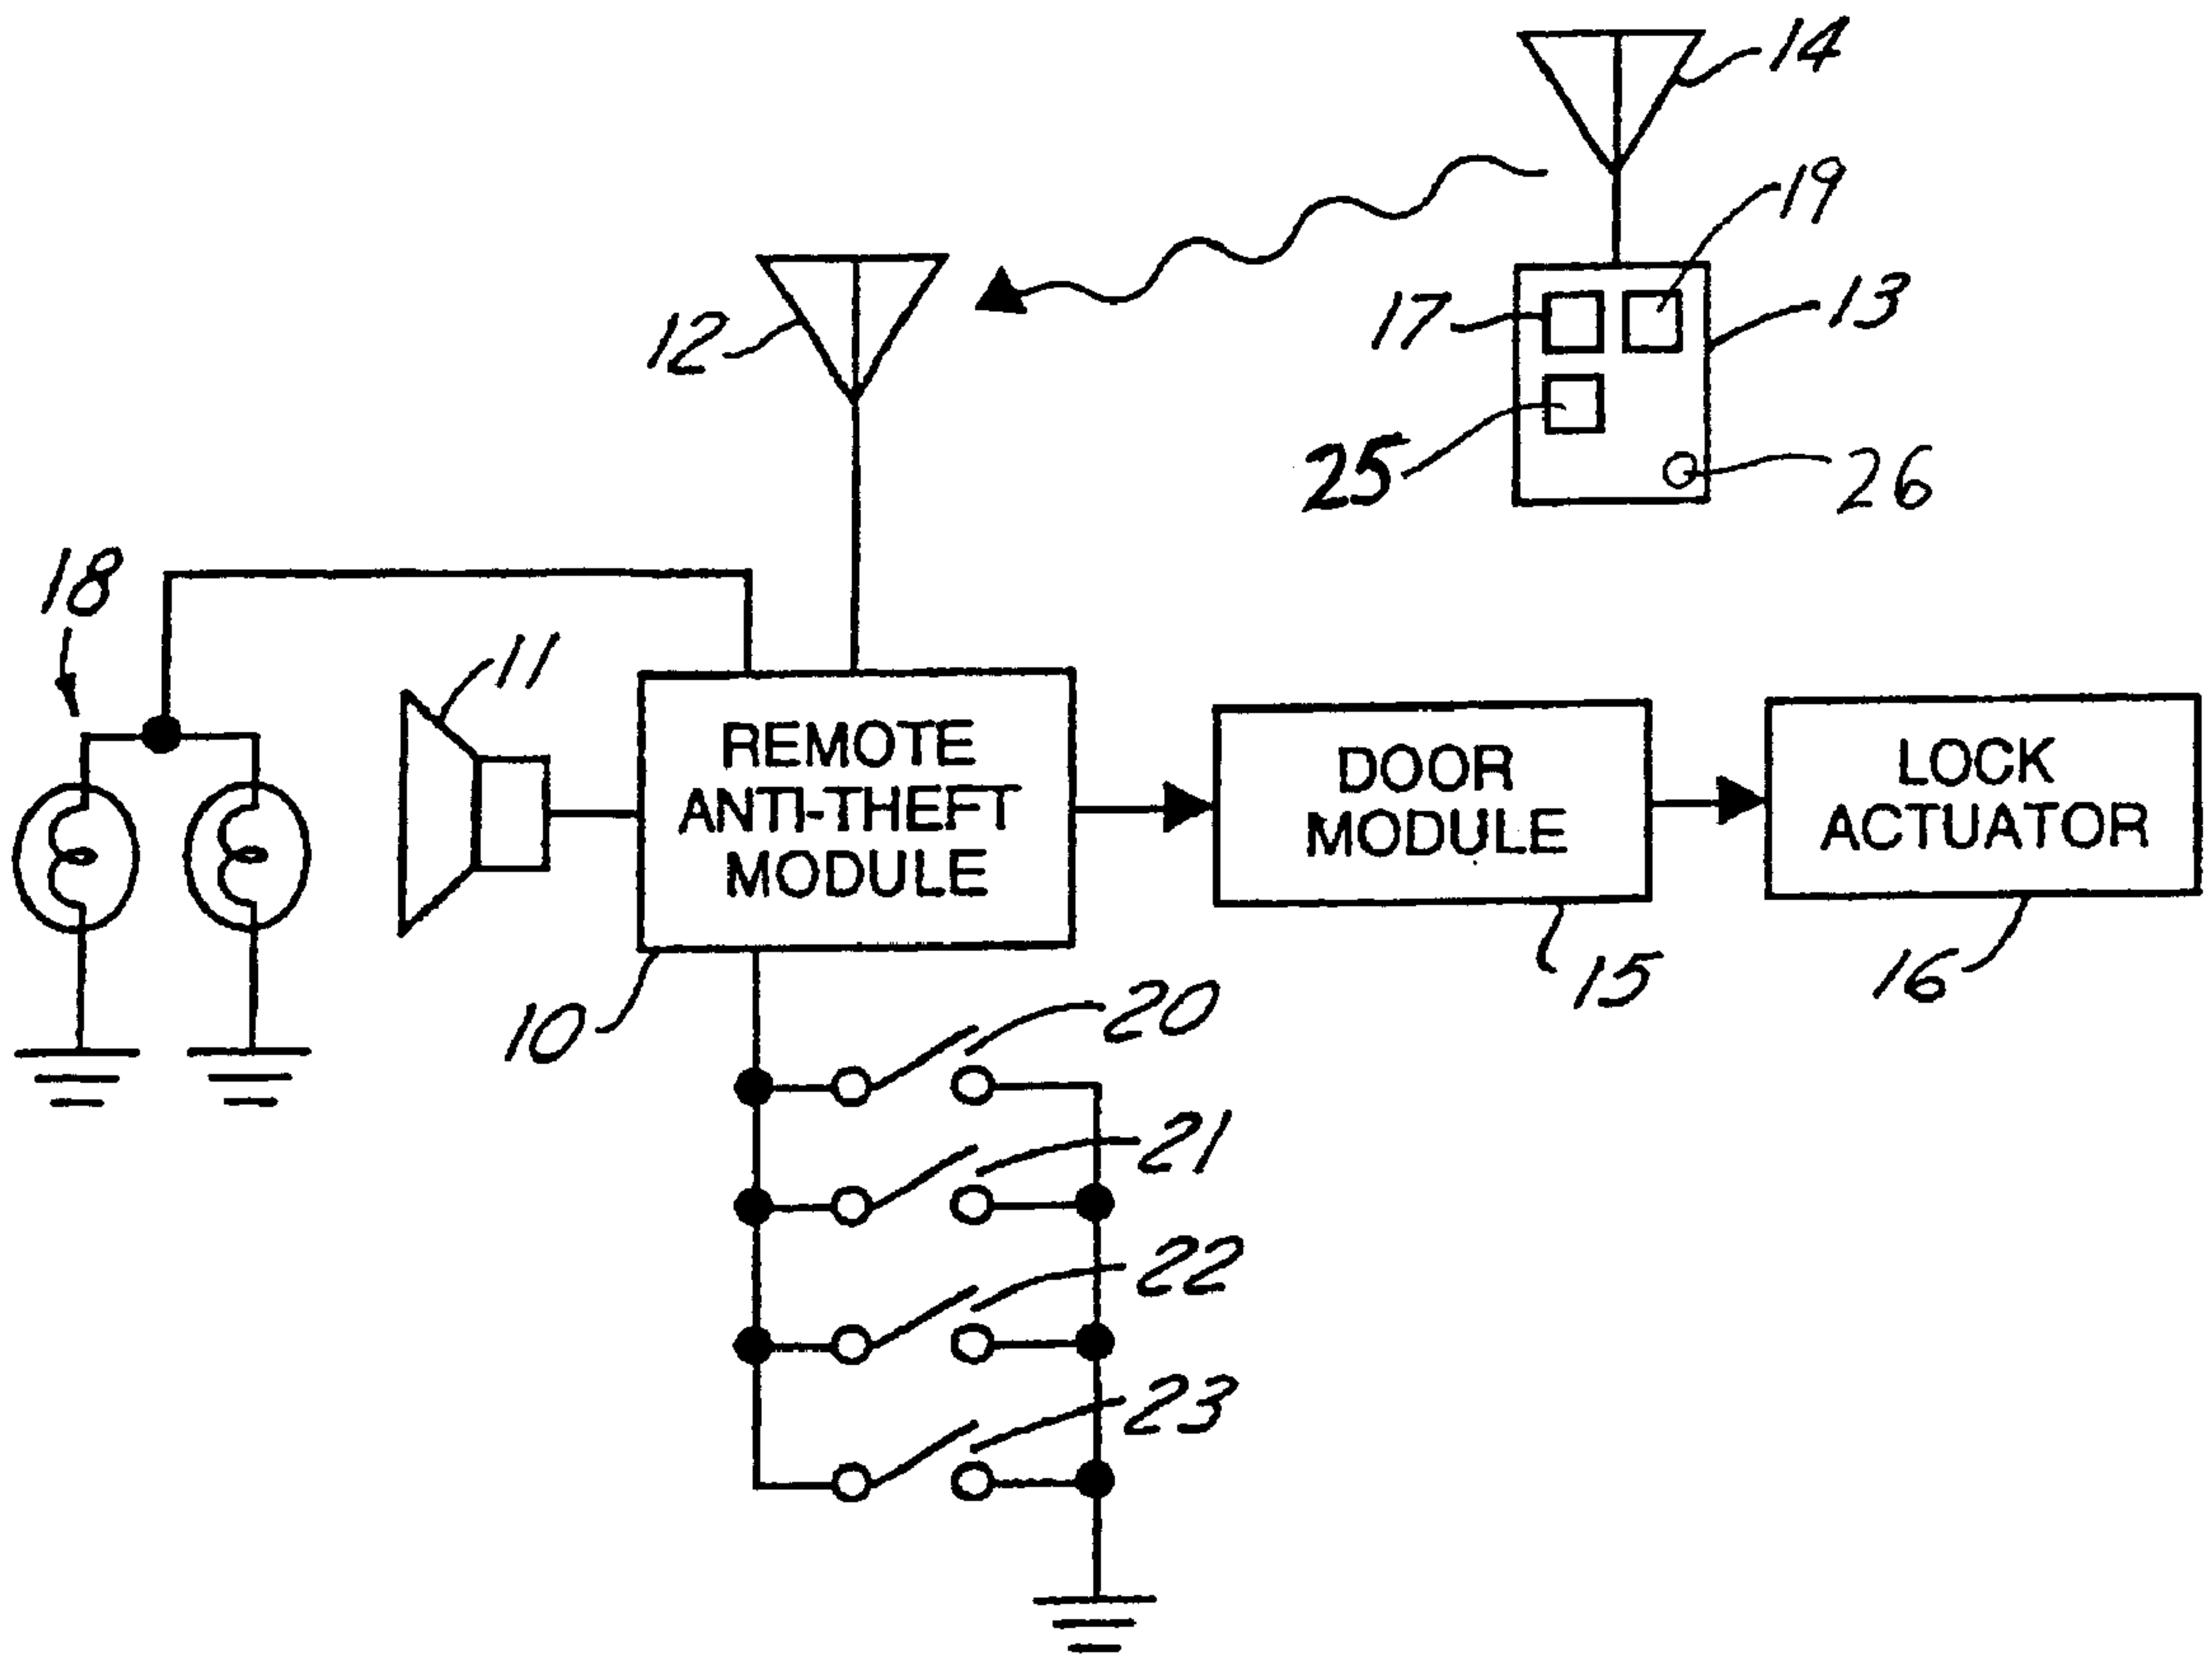 14
19
17
13
12
25
26
18
11
REMOTE
ANTI-THEFT
MODULE
DOOR
MODULE
LOCK
ACTUATOR
10
15
16
20
21
22
23